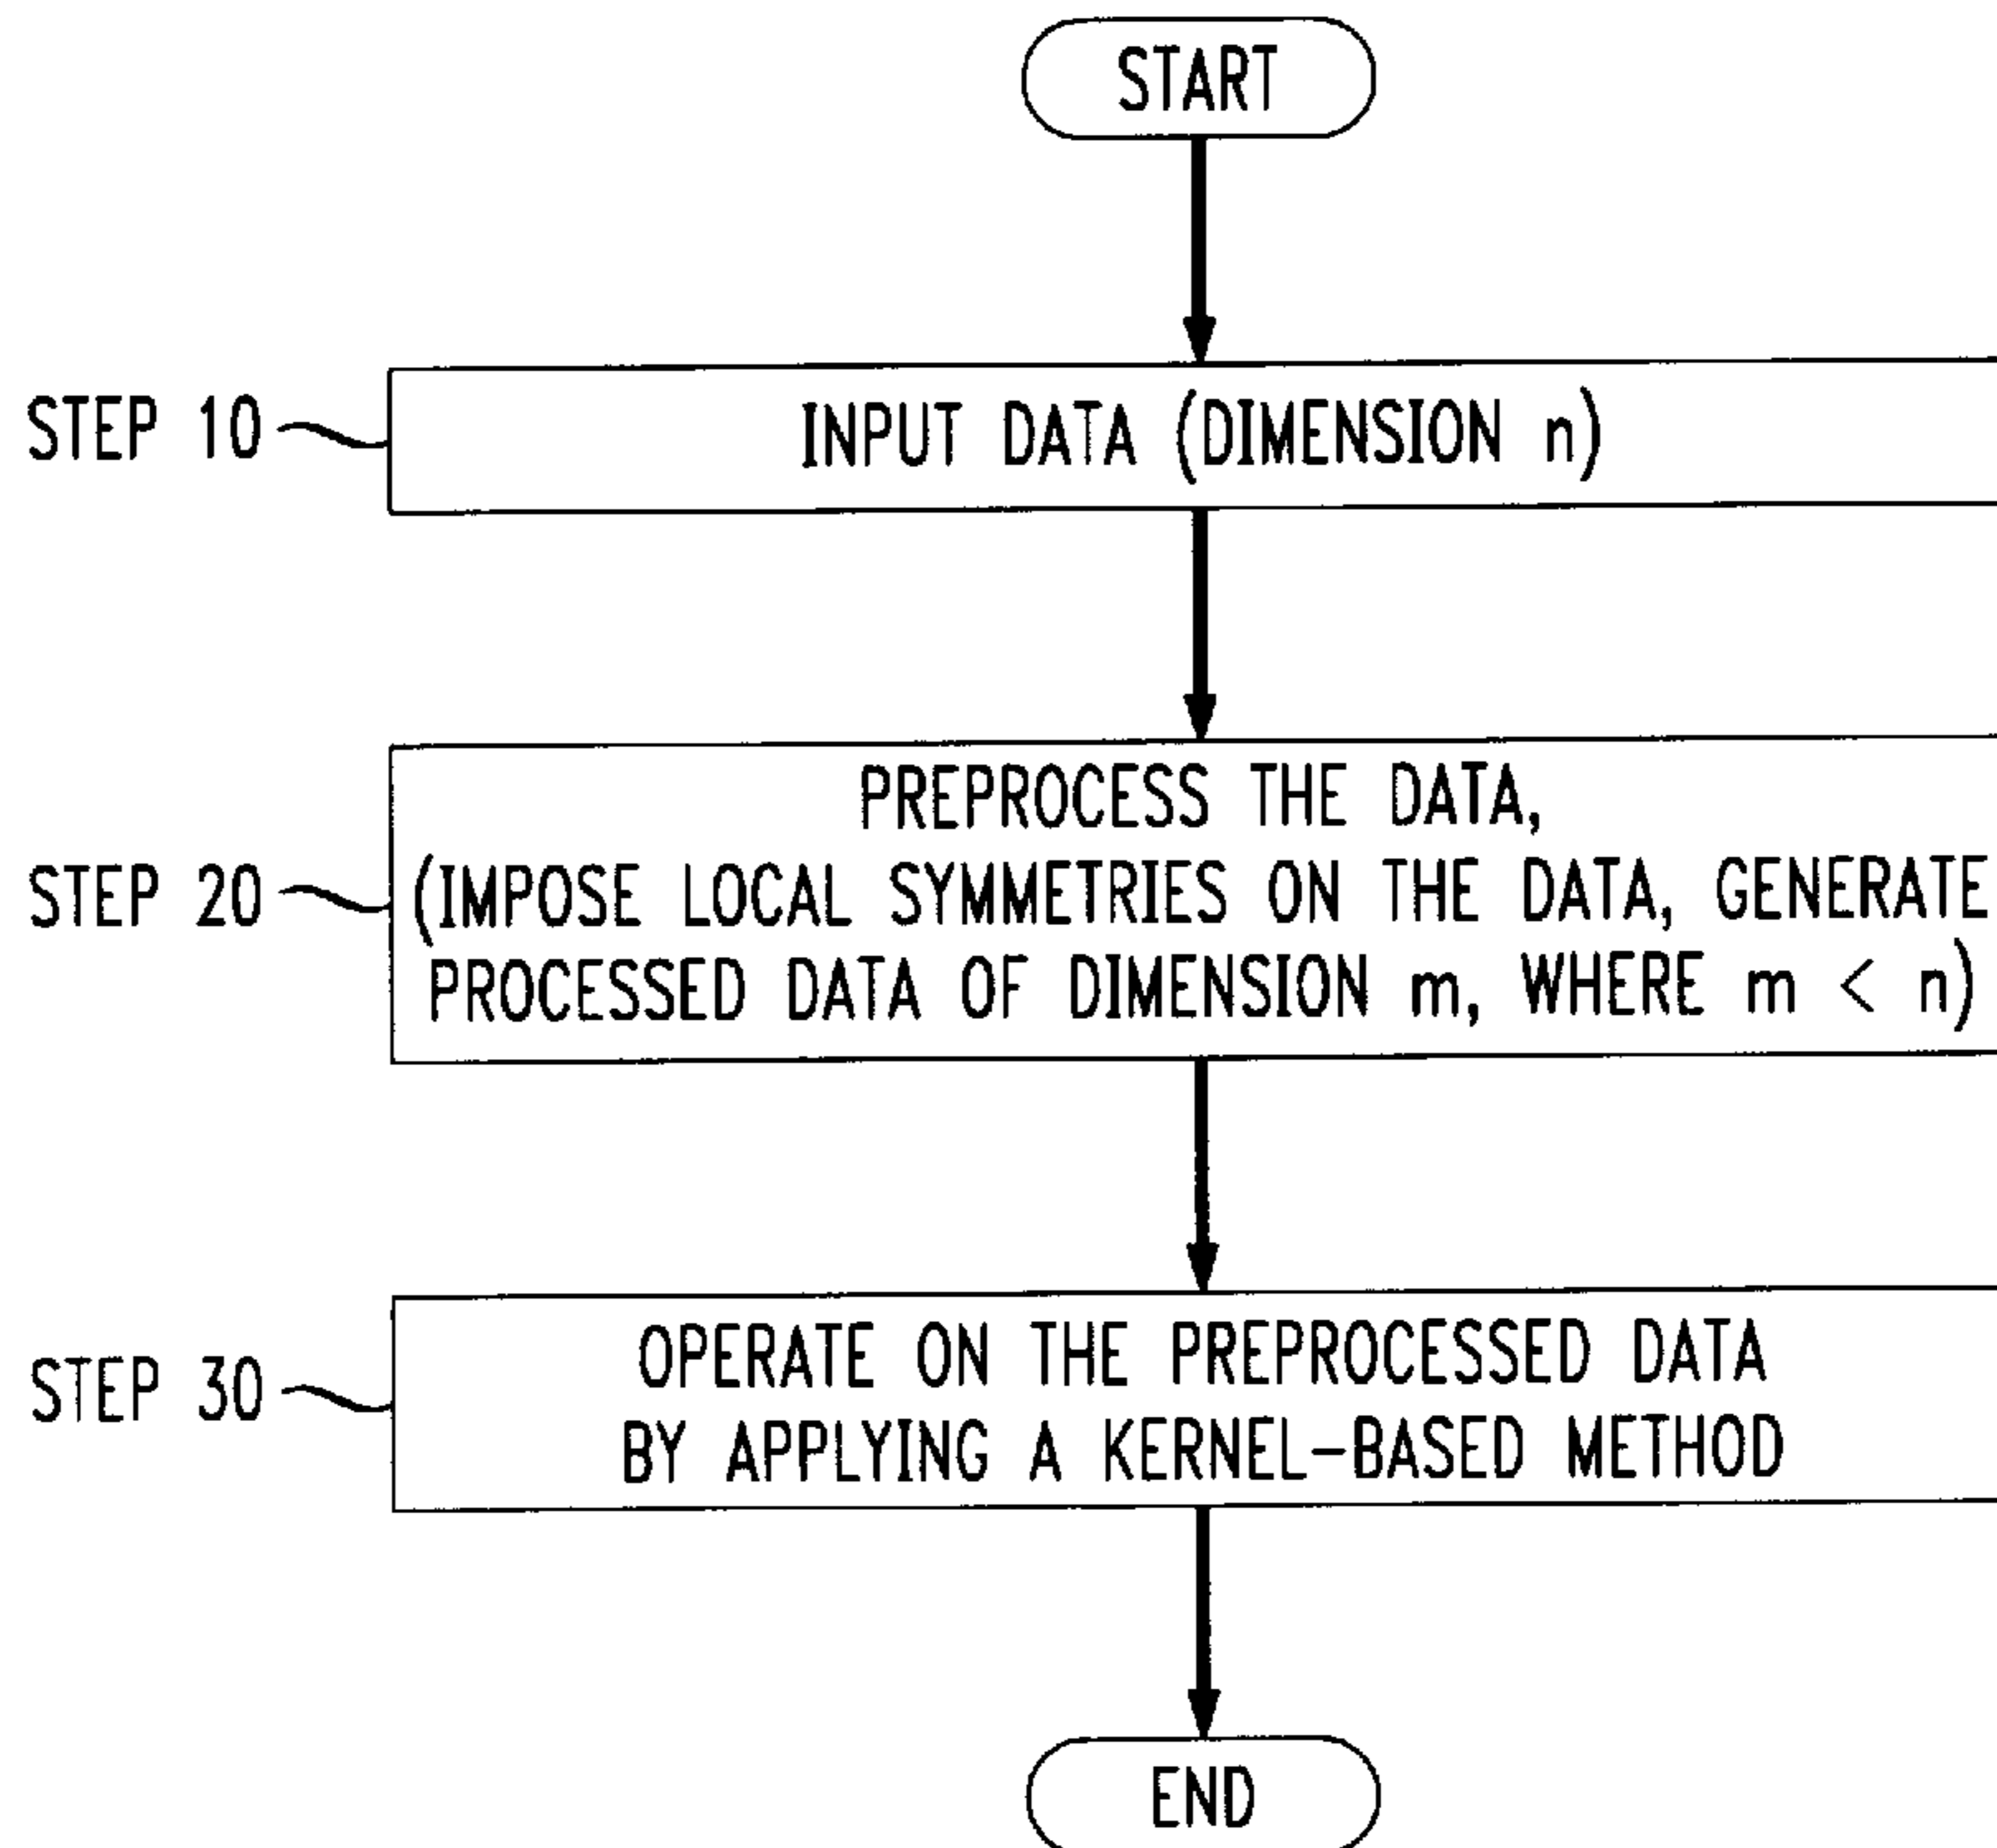 START
STEP 10
INPUT DATA (DIMENSION n)
STEP 20
PREPROCESS THE DATA,
(IMPOSE LOCAL SYMMETRIES ON THE DATA, GENERATE
PROCESSED DATA OF DIMENSION m, WHERE m < n)
STEP 30
OPERATE ON THE PREPROCESSED DATA
BY APPLYING A KERNEL-BASED METHOD
END